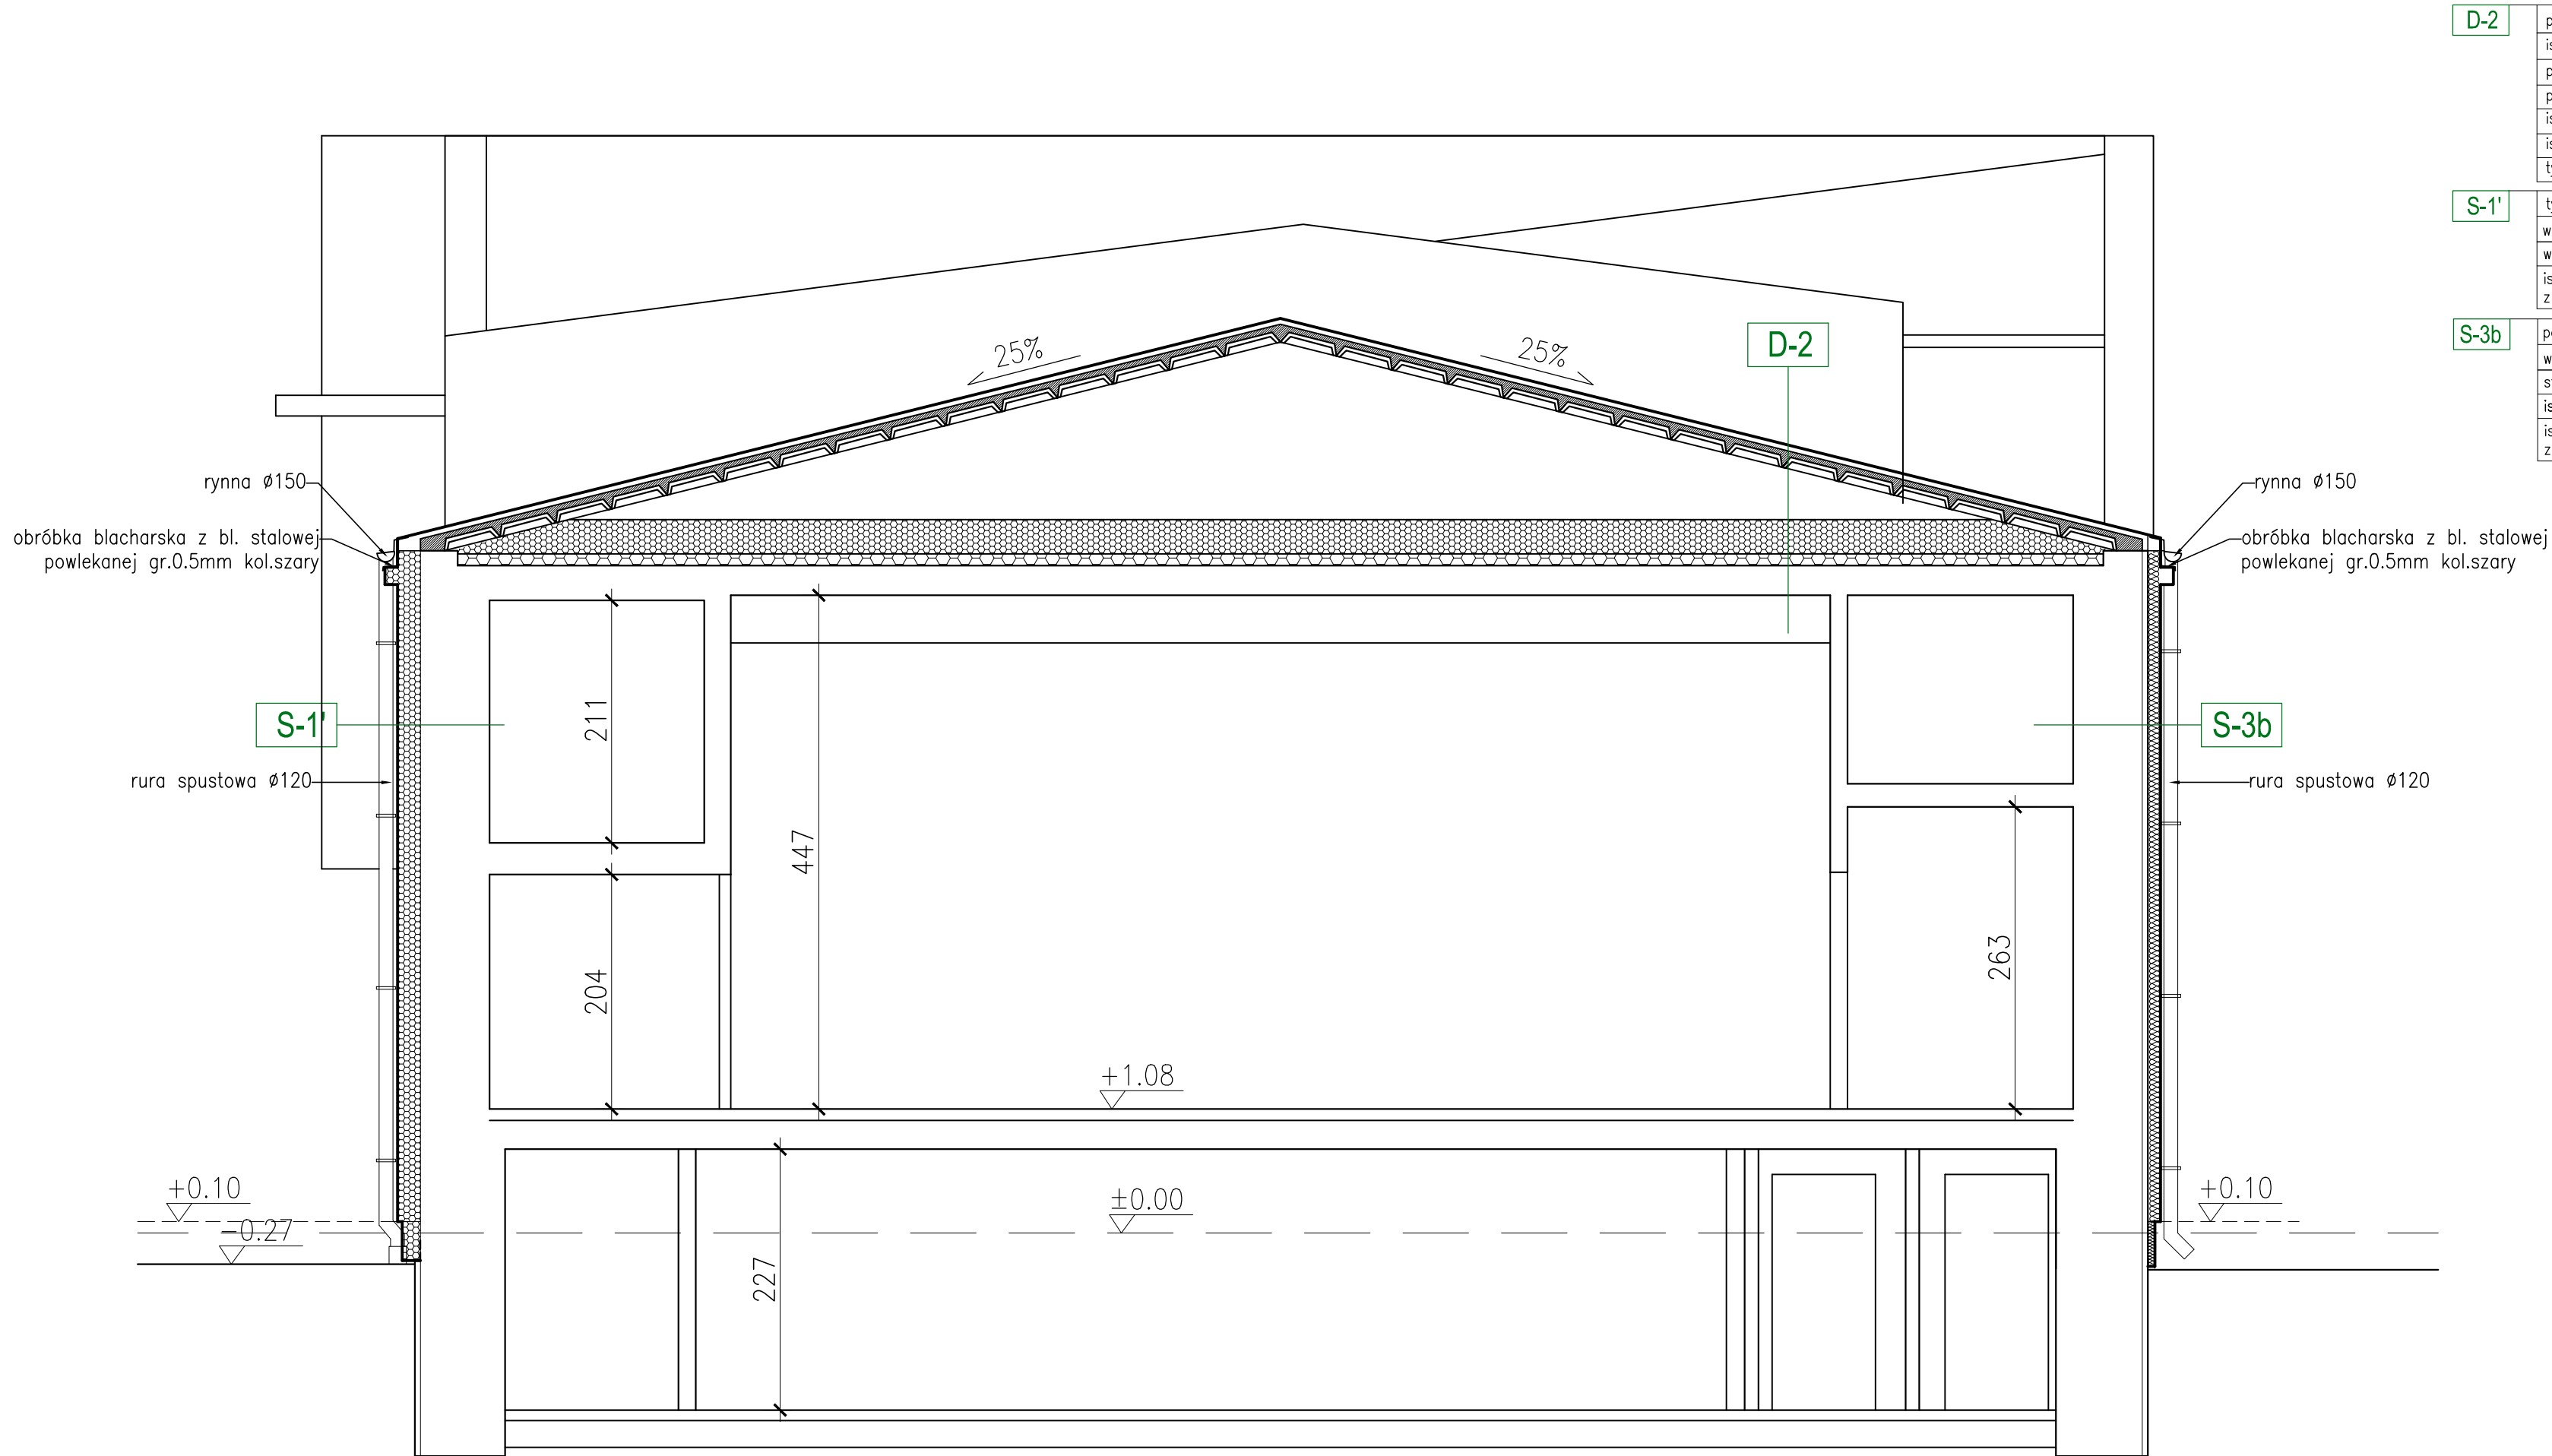 D-2
S-1'
S-3b
25%
25%
D-2
rynna ø150
obróbka blacharska z bl. stalowej
powlekanej gr.0.5mm kol.szary
rynna ø150
obróbka blacharska z bl. stalowej
powlekanej gr.0.5mm kol.szary
S-1'
211
S-3b
rura spustowa ø120
rura spustowa ø120
447
204
263
+1.08
+0.10
-0.27
±0.00
+0.10
227